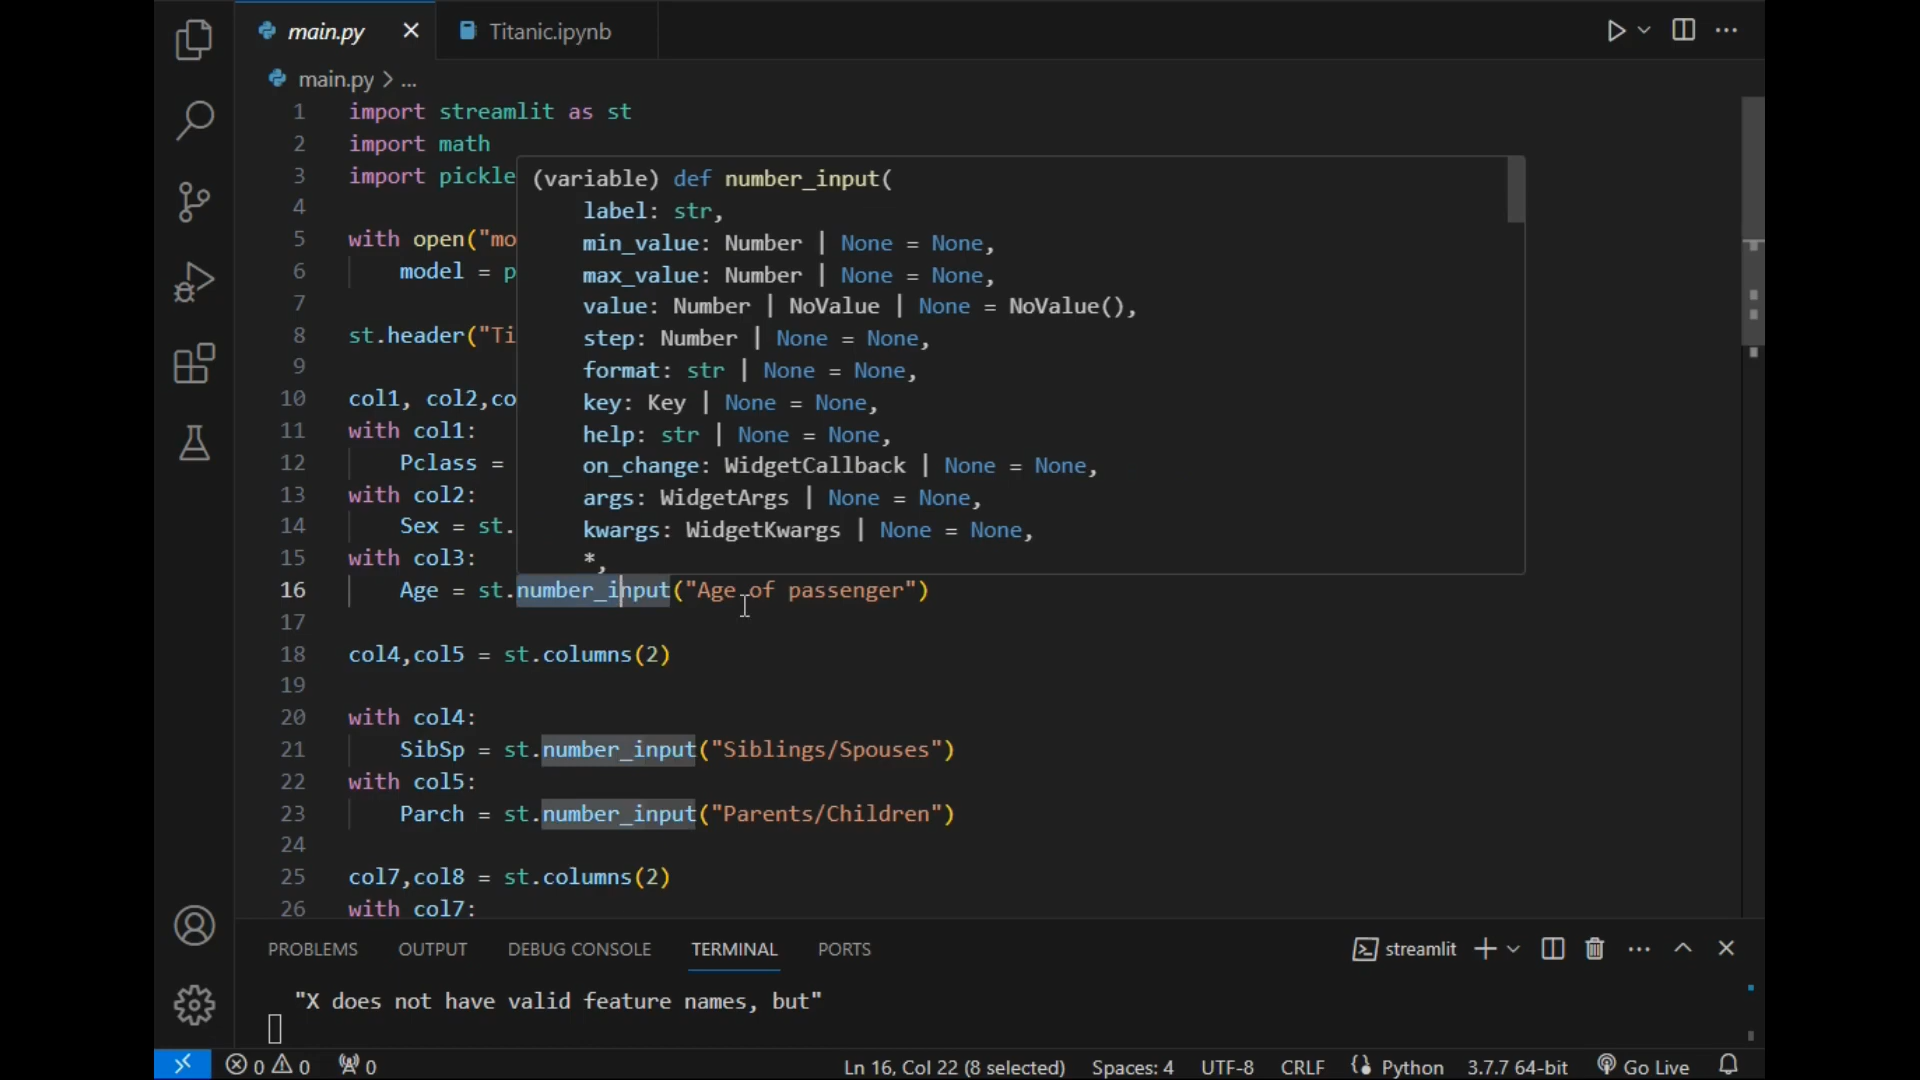 main.py
Titanic.ipynb
main.py > ...
1 import streamlit as st
2 import math
3 import pickle
4
5 with open("mo
6 model = p
7
8 st.header("Ti
9
10 col1, col2,co
11 with col1:
12 Pclass =
13 with col2:
14 Sex = st.
15 with col3:
16 Age = st.number_input("Age of passenger")
17
18 col4,col5 = st.columns(2)
19
20 with col4:
21 SibSp = st.number_input("Siblings/Spouses")
22 with col5:
23 Parch = st.number_input("Parents/Children")
24
25 col7,col8 = st.columns(2)
26 with col7:
(variable) def number_input(
label: str,
min_value: Number | None = None,
max_value: Number | None = None,
value: Number | NoValue | None = NoValue(),
step: Number | None = None,
format: str | None = None,
key: Key | None = None,
help: str | None = None,
on_change: WidgetCallback | None = None,
args: WidgetArgs | None = None,
kwargs: WidgetKwargs | None = None,
*,
PROBLEMS OUTPUT DEBUG CONSOLE TERMINAL PORTS streamlit
"X does not have valid feature names, but"
0 0 0 Ln 16, Col 22 (8 selected) Spaces: 4 UTF-8 CRLF Python 3.7.7 64-bit Go Live